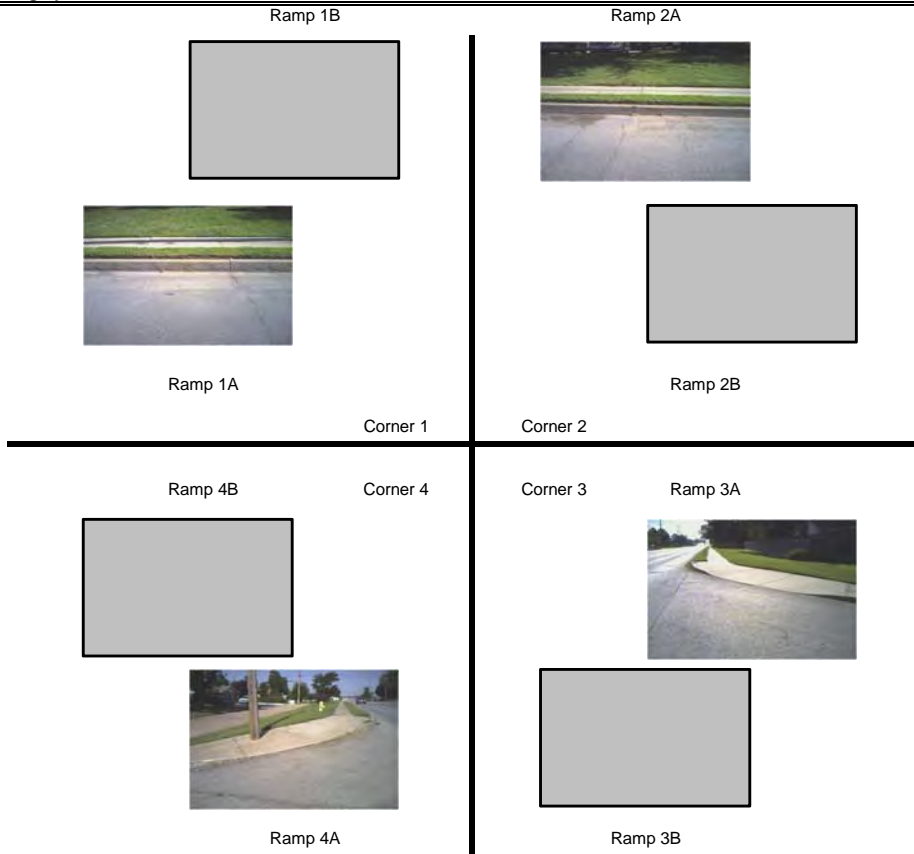 Ramp 1B Ramp 2A
Ramp 1A Ramp 2B
Corner 1 Corner 2
Ramp 4B Corner 4 Corner 3 Ramp 3A
Ramp 4A Ramp 3B